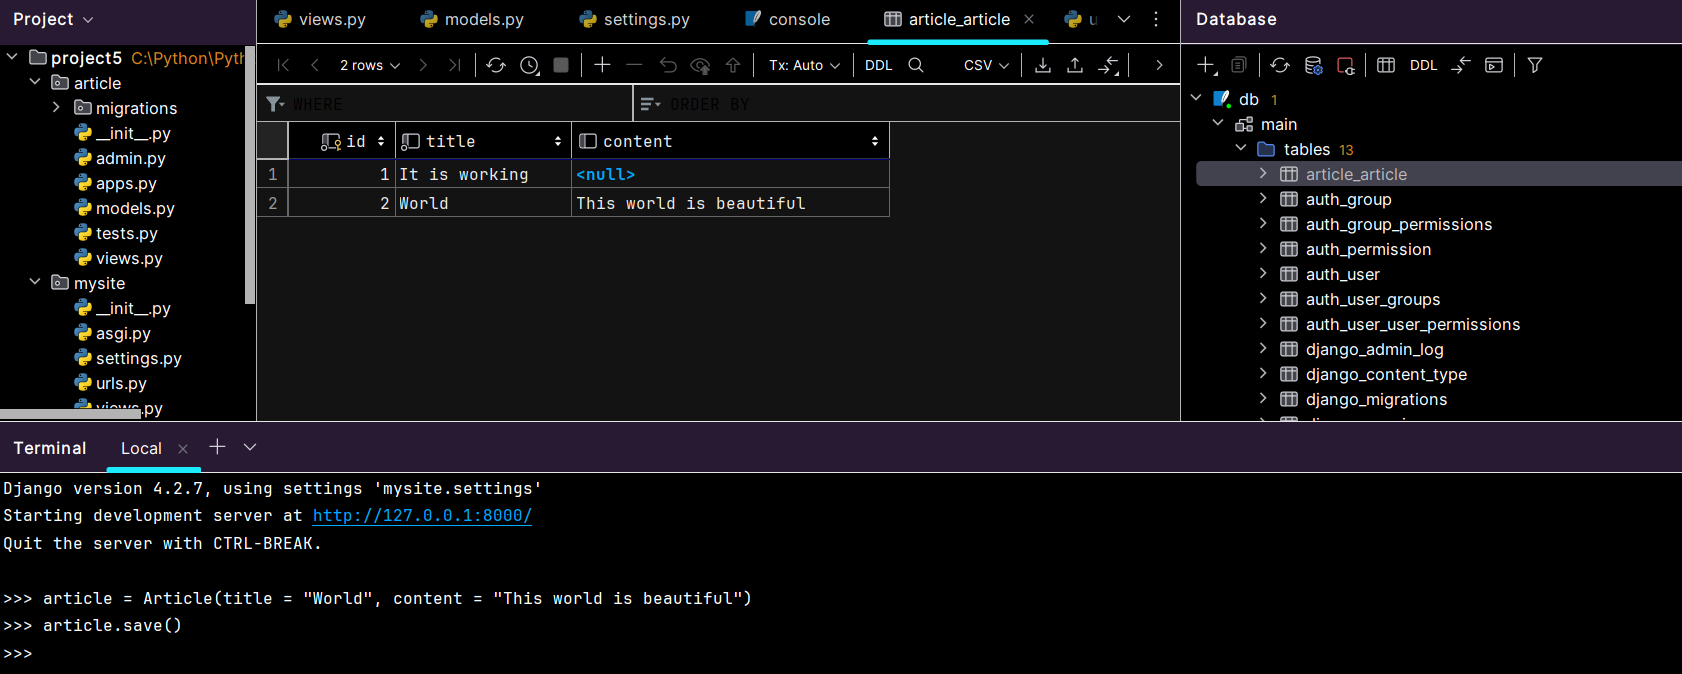 Project
views.py
models.py
settings.py
console
article_article
u
Database
project5 C:\Python\Pyth
article
migrations
__init__.py
admin.py
apps.py
models.py
tests.py
views.py
mysite
__init__.py
asgi.py
settings.py
urls.py
views.py
2 rows
Tx: Auto
DDL
CSV
WHERE
ORDER BY
id title content
1 1 It is working <null>
2 2 World This world is beautiful
DDL
db 1
main
tables 13
article_article
auth_group
auth_group_permissions
auth_permission
auth_user
auth_user_groups
auth_user_user_permissions
django_admin_log
django_content_type
django_migrations
Terminal Local
Django version 4.2.7, using settings 'mysite.settings'
Starting development server at http://127.0.0.1:8000/
Quit the server with CTRL-BREAK.
>>> article = Article(title = "World", content = "This world is beautiful")
>>> article.save()
>>>